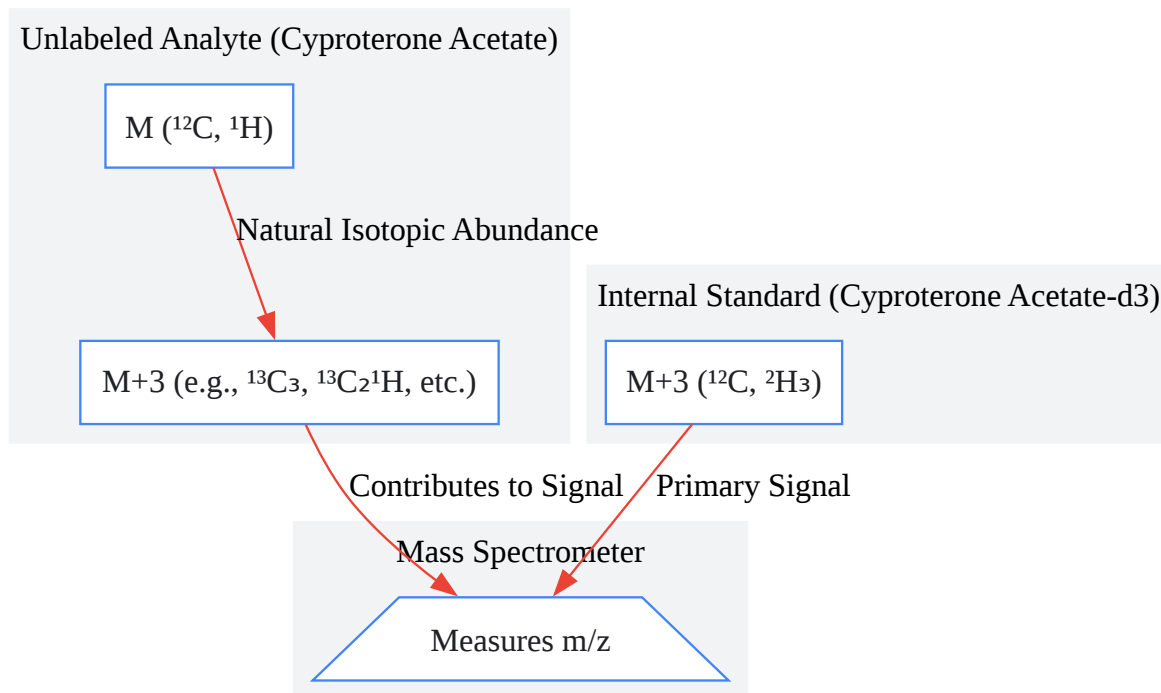 Unlabeled Analyte (Cyproterone Acetate)
M (¹²C, ¹H)
Natural Isotopic Abundance
Internal Standard (Cyproterone Acetate-d3)
M+3 (e.g., ¹³C₃, ¹³C₂¹H, etc.)
M+3 (¹²C, ²H₃)
Contributes to Signal
Primary Signal
Mass Spectrometer
Measures m/z